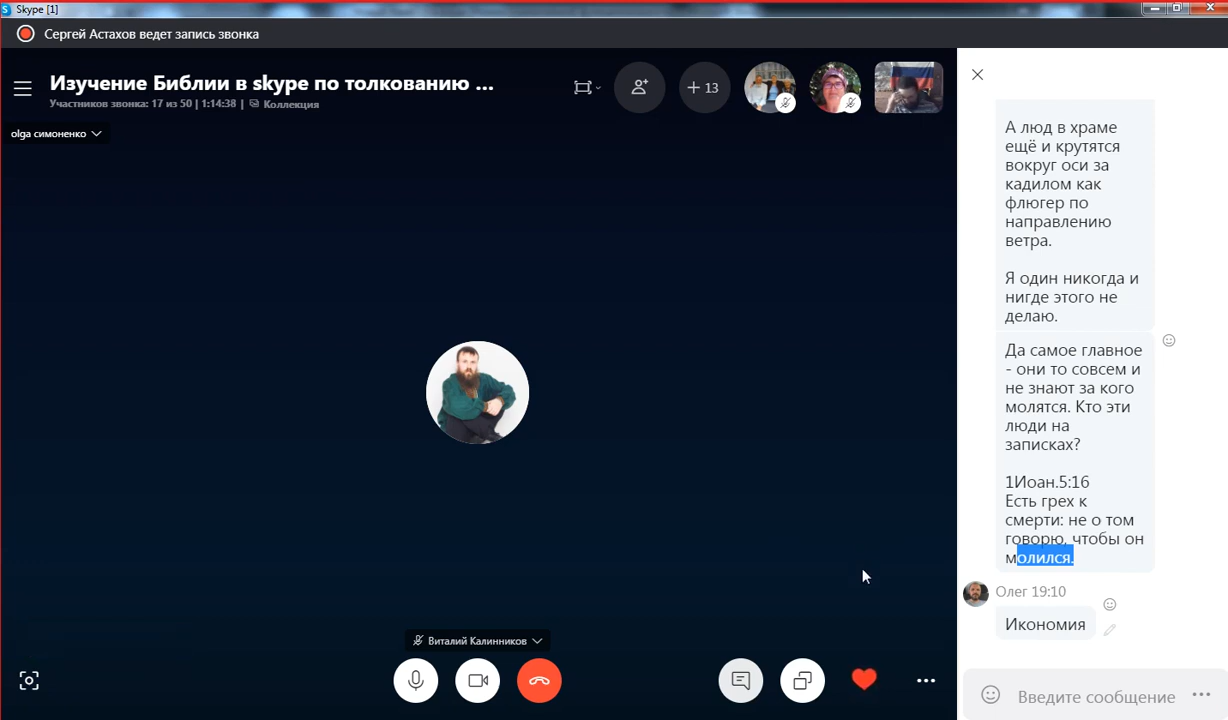 Skype [1]
Сергей Астахов ведет запись звонка
Изучение Библии в skype по толкованию ...
Участников звонка: 17 из 50 | 1:14:38 | Коллекция
+ 13
olga симоненко
А люд в храме
ещё и крутятся
вокруг оси за
кадилом как
флюгер по
направлению
ветра.
Я один никогда и
нигде этого не
делаю.
Да самое главное
- они то совсем и
не знают за кого
молятся. Кто эти
люди на
записках?
1Иоан.5:16
Есть грех к
смерти: не о том
говорю, чтобы он
молился.
Олег 19:10
Икономия
Виталий Калинников
Введите сообщение